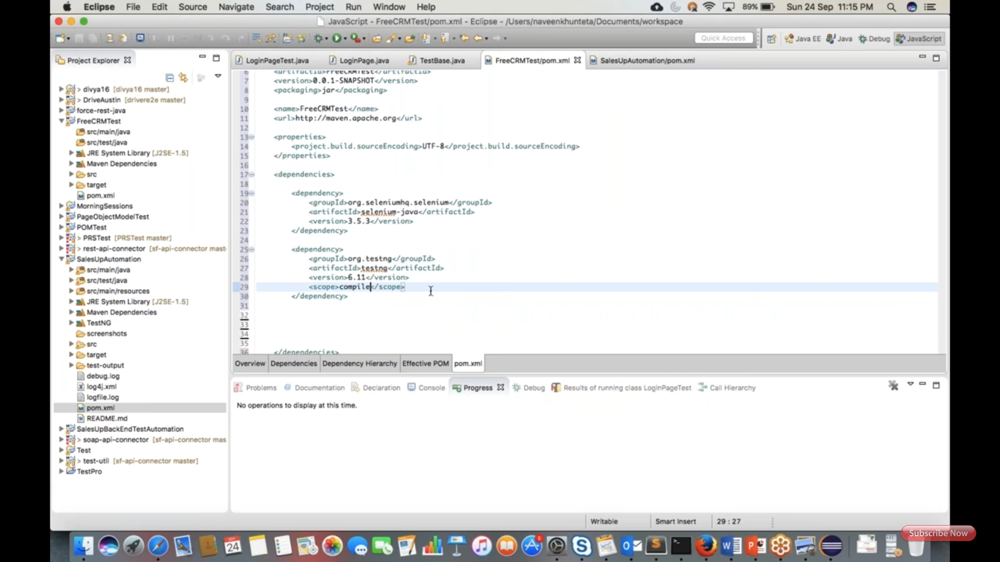 Eclipse File Edit Source Navigate Search Project Run Window Help 89% Sun 24 Sep 11:15 PM
JavaScript - FreeCRMTest/pom.xml - Eclipse - /Users/naveenkhunteta/Documents/workspace
Quick Access Java EE Java Debug JavaScript
Project Explorer
LoginPageTest.java LoginPage.java TestBase.java FreeCRMTest/pom.xml SalesUpAutomation/pom.xml
> divya16 [divya16 master]
> DriveAustin [drivere2e master]
force-rest-java
FreeCRMTest
src/main/java
src/test/java
JRE System Library [J2SE-1.5]
Maven Dependencies
src
target
pom.xml
MorningSessions
PageObjectModelTest
POMTest
> PRSTest [PRSTest master]
> rest-api-connector [sf-api-connector mast
SalesUpAutomation
src/main/java
src/test/java
src/main/resources
JRE System Library [J2SE-1.5]
Maven Dependencies
TestNG
screenshots
src
target
test-output
debug.log
log4j.xml
logfile.log
pom.xml
README.md
SalesUpBackEndTestAutomation
> soap-api-connector [sf-api-connector mas
Test
> test-util [sf-api-connector master]
TestPro
6 <artifactId>FreeCRMTest</artifactId>
7 <version>0.0.1-SNAPSHOT</version>
8 <packaging>jar</packaging>
9
10 <name>FreeCRMTest</name>
11 <url>http://maven.apache.org</url>
12
13 <properties>
14 <project.build.sourceEncoding>UTF-8</project.build.sourceEncoding>
15 </properties>
16
17 <dependencies>
18
19 <dependency>
20 <groupId>org.seleniumhq.selenium</groupId>
21 <artifactId>selenium-java</artifactId>
22 <version>3.5.3</version>
23 </dependency>
24
25 <dependency>
26 <groupId>org.testng</groupId>
27 <artifactId>testng</artifactId>
28 <version>6.11</version>
29 <scope>compile</scope>
30 </dependency>
31
32
33
34
35
36 </dependencies>
Overview Dependencies Dependency Hierarchy Effective POM pom.xml
Problems Documentation Declaration Console Progress Debug Results of running class LoginPageTest Call Hierarchy
No operations to display at this time.
Writable Smart Insert 29 : 27
24
5
Subscribe Now